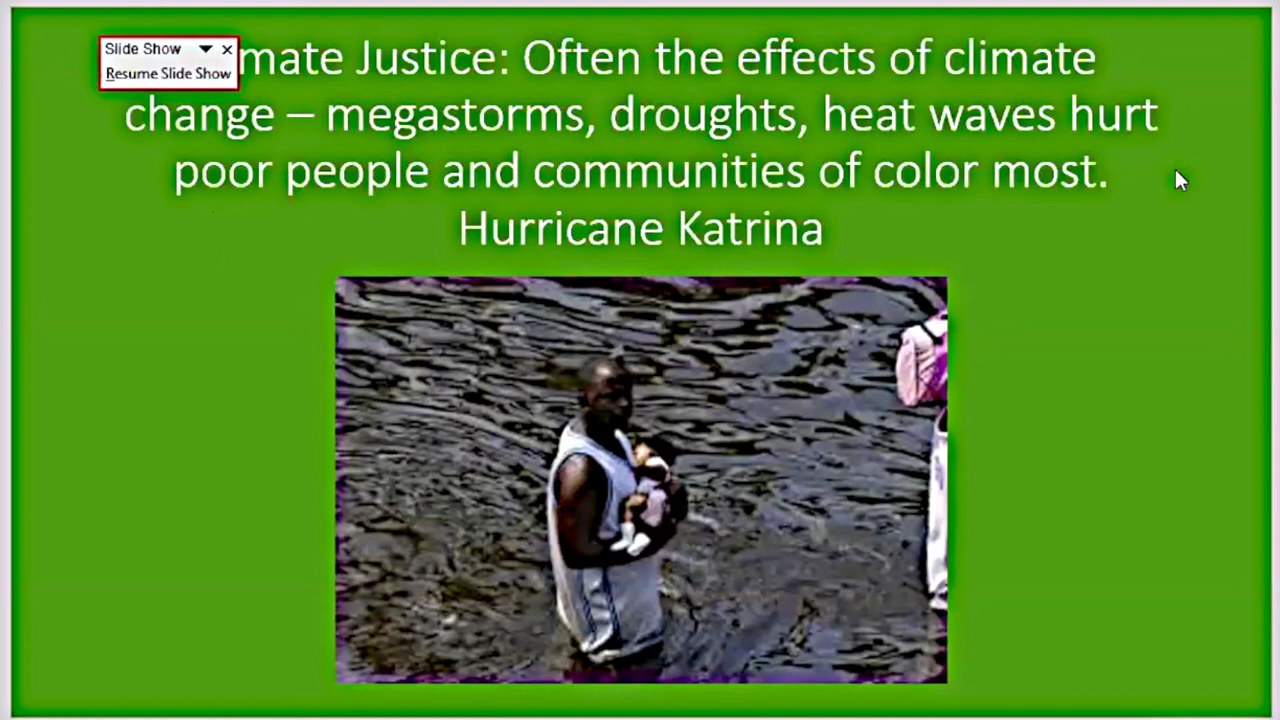 Slide Show
Resume Slide Show
mate Justice: Often the effects of climate
change – megastorms, droughts, heat waves hurt
poor people and communities of color most.
Hurricane Katrina